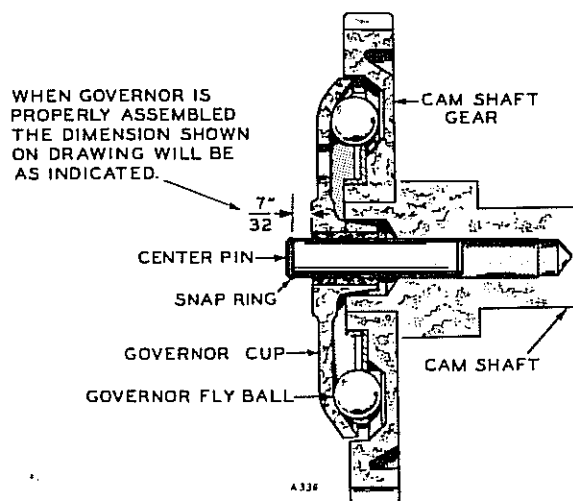 WHEN GOVERNOR IS
PROPERLY ASSEMBLED
THE DIMENSION SHOWN
ON DRAWING WILL BE
AS INDICATED.
7"
32
CENTER PIN
SNAP RING
GOVERNOR CUP
GOVERNOR FLY BALL
CAM SHAFT
GEAR
CAM SHAFT
A336